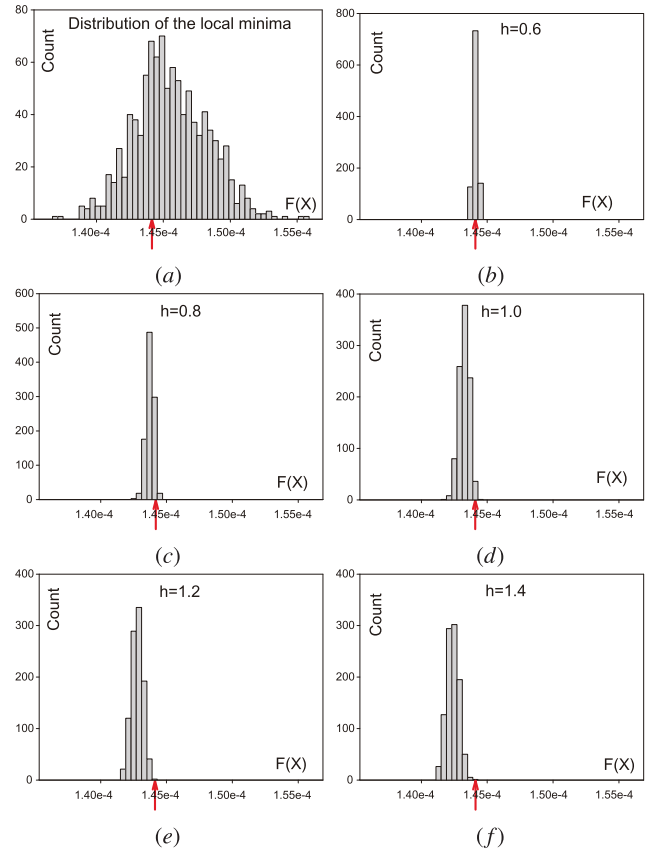 Distribution of the local minima
Count
80
60
40
20
0
F(X)
1.40e-4 1.45e-4 1.50e-4 1.55e-4
(a)
h=0.6
Count
800
600
400
200
0
F(X)
1.40e-4 1.45e-4 1.50e-4 1.55e-4
(b)
h=0.8
Count
600
500
400
300
200
100
0
F(X)
1.40e-4 1.45e-4 1.50e-4 1.55e-4
(c)
h=1.0
Count
400
300
200
100
0
F(X)
1.40e-4 1.45e-4 1.50e-4 1.55e-4
(d)
h=1.2
Count
400
300
200
100
0
F(X)
1.40e-4 1.45e-4 1.50e-4 1.55e-4
(e)
h=1.4
Count
400
300
200
100
0
F(X)
1.40e-4 1.45e-4 1.50e-4 1.55e-4
(f)